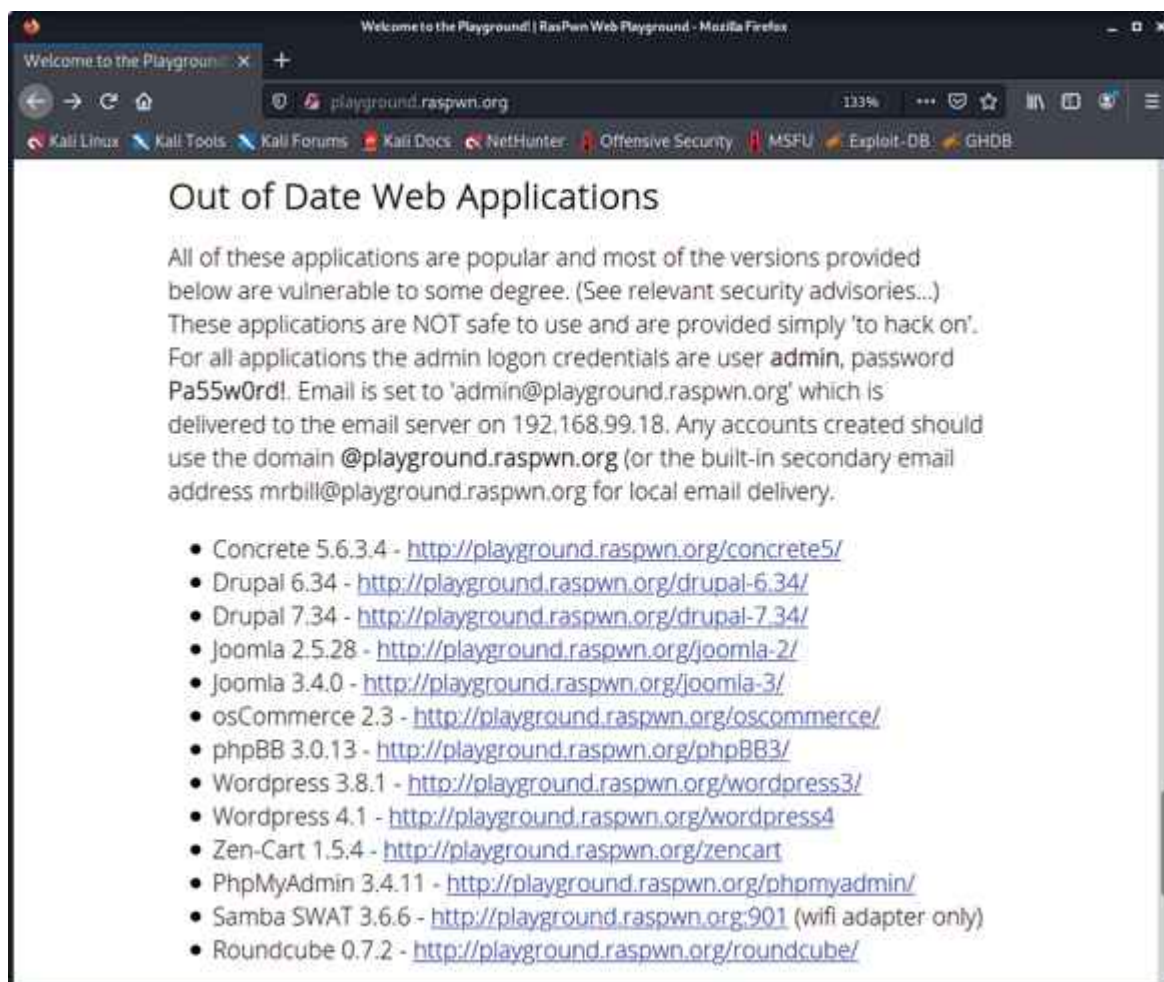 Welcome to the Playground! | RasPwn Web Playground - Mozilla Firefox
Welcome to the Playground
playground.raspwn.org
133%
Kali Linux Kali Tools Kali Forums Kali Docs NetHunter Offensive Security MSFU Exploit-DB GHDB
Out of Date Web Applications
All of these applications are popular and most of the versions provided
below are vulnerable to some degree. (See relevant security advisories...)
These applications are NOT safe to use and are provided simply 'to hack on'.
For all applications the admin logon credentials are user admin, password
Pa55w0rd!. Email is set to 'admin@playground.raspwn.org' which is
delivered to the email server on 192.168.99.18. Any accounts created should
use the domain @playground.raspwn.org (or the built-in secondary email
address mrbill@playground.raspwn.org for local email delivery.
• Concrete 5.6.3.4 - http://playground.raspwn.org/concrete5/
• Drupal 6.34 - http://playground.raspwn.org/drupal-6.34/
• Drupal 7.34 - http://playground.raspwn.org/drupal-7.34/
• Joomla 2.5.28 - http://playground.raspwn.org/joomla-2/
• Joomla 3.4.0 - http://playground.raspwn.org/joomla-3/
• osCommerce 2.3 - http://playground.raspwn.org/oscommerce/
• phpBB 3.0.13 - http://playground.raspwn.org/phpBB3/
• Wordpress 3.8.1 - http://playground.raspwn.org/wordpress3/
• Wordpress 4.1 - http://playground.raspwn.org/wordpress4
• Zen-Cart 1.5.4 - http://playground.raspwn.org/zencart
• PhpMyAdmin 3.4.11 - http://playground.raspwn.org/phpmyadmin/
• Samba SWAT 3.6.6 - http://playground.raspwn.org:901 (wifi adapter only)
• Roundcube 0.7.2 - http://playground.raspwn.org/roundcube/